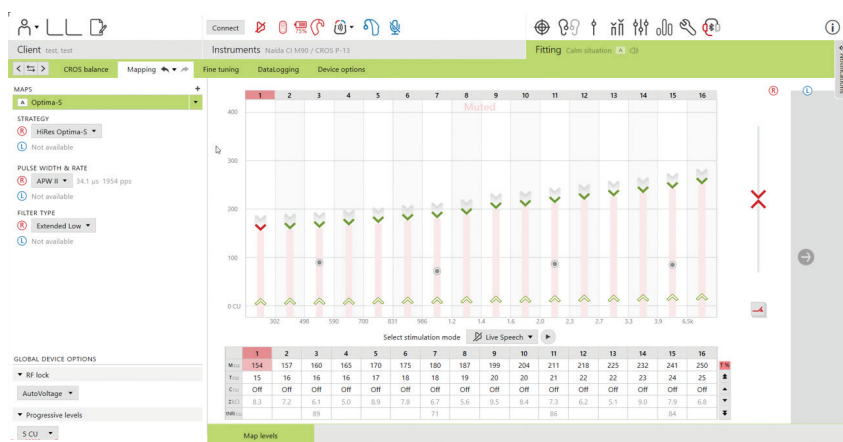 Connect
75%
Client test, test
Instruments Naída CI M90 / CROS P-13
Fitting Calm situation A
CROS balance Mapping Fine tuning DataLogging Device options
Notifications
MAPS +
A Optima-S
STRATEGY
R HiRes Optima-S
L Not available
PULSE WIDTH & RATE
R APW II 34.1 µs 1954 pps
L Not available
FILTER TYPE
R Extended Low
L Not available
R L
1 2 3 4 5 6 7 8 9 10 11 12 13 14 15 16
Muted
400
300
200
100
0 CU
302 498 590 700 831 986 1.2 1.4 1.6 2.0 2.3 2.7 3.3 3.9 6.5k
Select stimulation mode Live Speech
1 2 3 4 5 6 7 8 9 10 11 12 13 14 15 16
M CU 154 157 160 165 170 175 180 187 199 204 211 218 225 232 241 250
T CU 15 16 16 16 17 18 18 19 20 20 21 22 22 23 24 25
C CU Off Off Off Off Off Off Off Off Off Off Off Off Off Off Off Off
8.3 7.2 6.1 5.0 8.9 7.8 6.7 5.6 9.5 8.4 7.3 6.2 5.1 9.0 7.9 6.8
tNRI CU 89 71 86 84
GLOBAL DEVICE OPTIONS
RF lock
AutoVoltage
Progressive levels
5 CU
Map levels